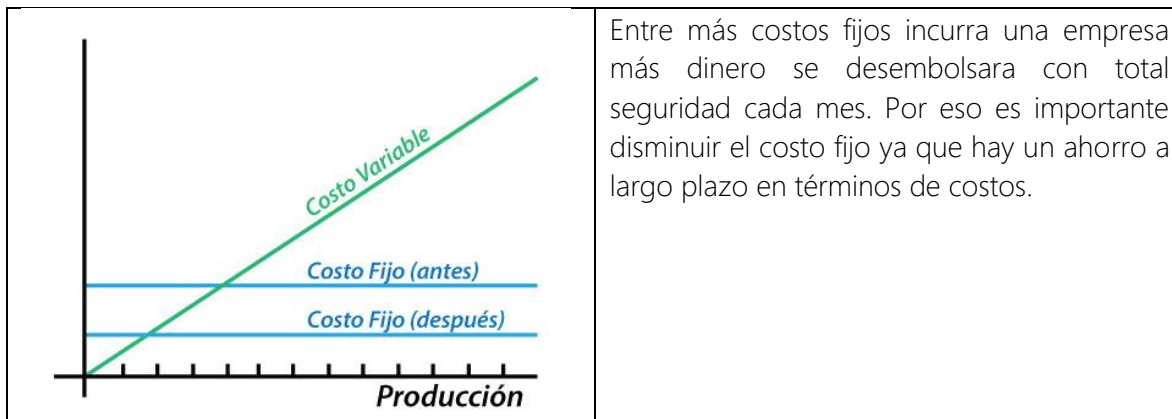 Costo Variable
Costo Fijo (antes)
Costo Fijo (después)
Producción
Entre más costos fijos incurra una empresa
más dinero se desembolsara con total
seguridad cada mes. Por eso es importante
disminuir el costo fijo ya que hay un ahorro a
largo plazo en términos de costos.